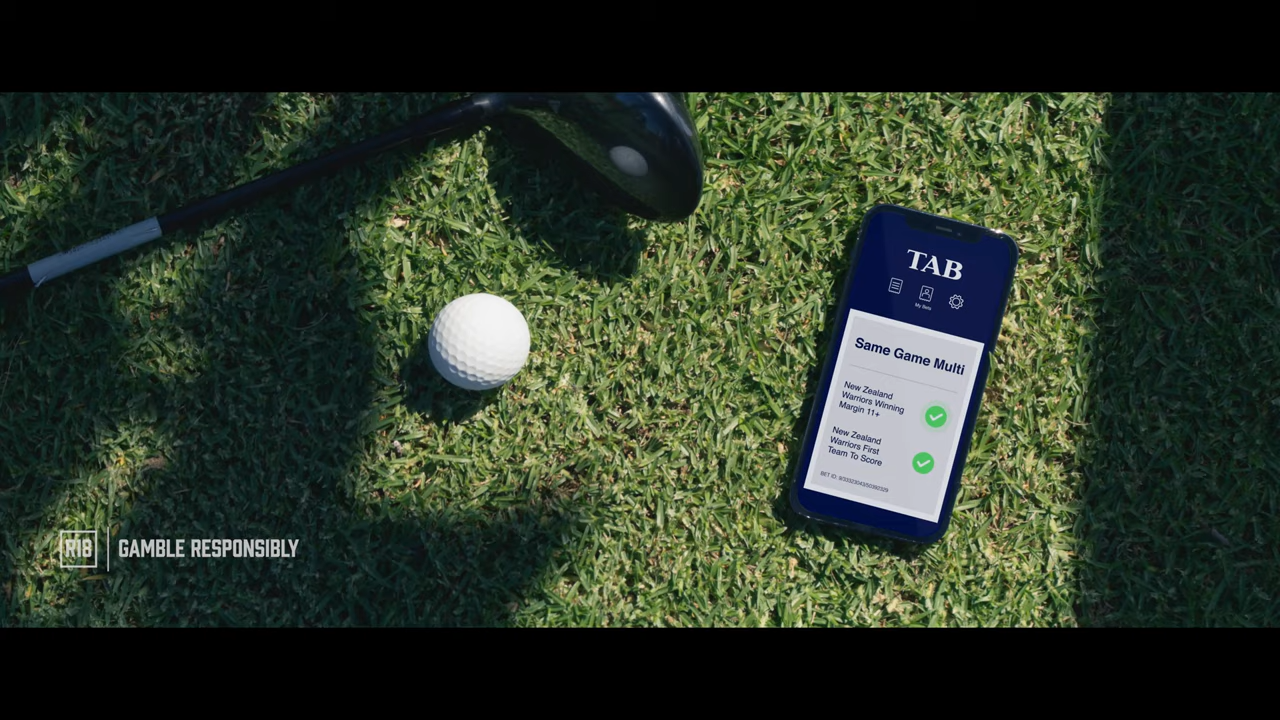 TAB
My Bets
Same Game Multi
New Zealand
Warriors Winning
Margin 11+
New Zealand
Warriors First
Team To Score
R18
GAMBLE RESPONSIBLY